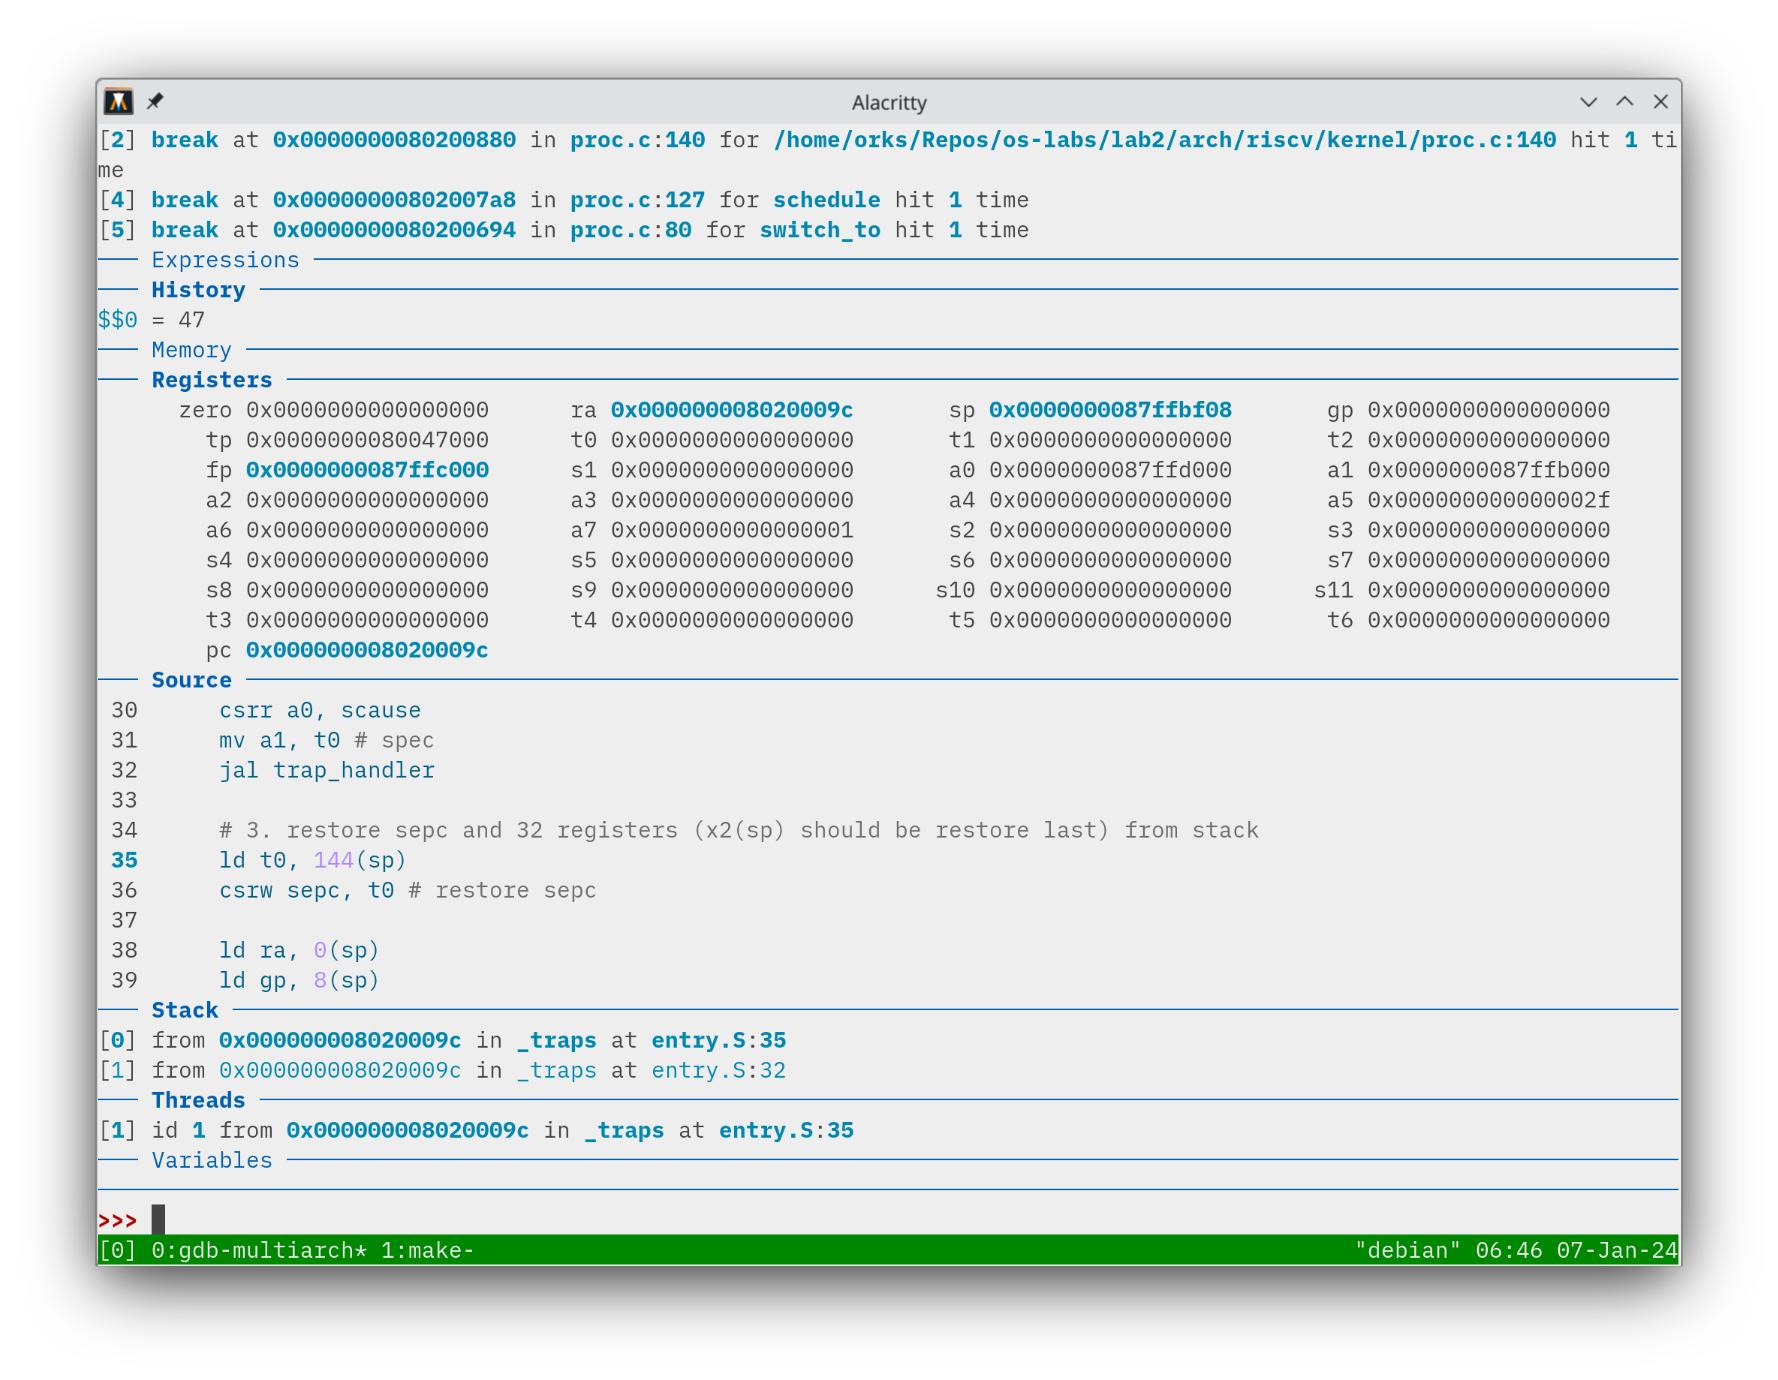 Alacritty
[2] break at 0x0000000080200880 in proc.c:140 for /home/orks/Repos/os-labs/lab2/arch/riscv/kernel/proc.c:140 hit 1 ti
me
[4] break at 0x00000000802007a8 in proc.c:127 for schedule hit 1 time
[5] break at 0x0000000080200694 in proc.c:80 for switch_to hit 1 time
Expressions
History
$$0 = 47
Memory
Registers
zero 0x0000000000000000 ra 0x000000008020009c sp 0x0000000087ffbf08 gp 0x0000000000000000
tp 0x0000000080047000 t0 0x0000000000000000 t1 0x0000000000000000 t2 0x0000000000000000
fp 0x0000000087ffc000 s1 0x0000000000000000 a0 0x0000000087ffd000 a1 0x0000000087ffb000
a2 0x0000000000000000 a3 0x0000000000000000 a4 0x0000000000000000 a5 0x000000000000002f
a6 0x0000000000000000 a7 0x0000000000000001 s2 0x0000000000000000 s3 0x0000000000000000
s4 0x0000000000000000 s5 0x0000000000000000 s6 0x0000000000000000 s7 0x0000000000000000
s8 0x0000000000000000 s9 0x0000000000000000 s10 0x0000000000000000 s11 0x0000000000000000
t3 0x0000000000000000 t4 0x0000000000000000 t5 0x0000000000000000 t6 0x0000000000000000
pc 0x000000008020009c
Source
30 csrr a0, scause
31 mv a1, t0 # spec
32 jal trap_handler
33
34 # 3. restore sepc and 32 registers (x2(sp) should be restore last) from stack
35 ld t0, 144(sp)
36 csrw sepc, t0 # restore sepc
37
38 ld ra, 0(sp)
39 ld gp, 8(sp)
Stack
[0] from 0x000000008020009c in _traps at entry.S:35
[1] from 0x000000008020009c in _traps at entry.S:32
Threads
[1] id 1 from 0x000000008020009c in _traps at entry.S:35
Variables
>>>
[0] 0:gdb-multiarch* 1:make- "debian" 06:46 07-Jan-24